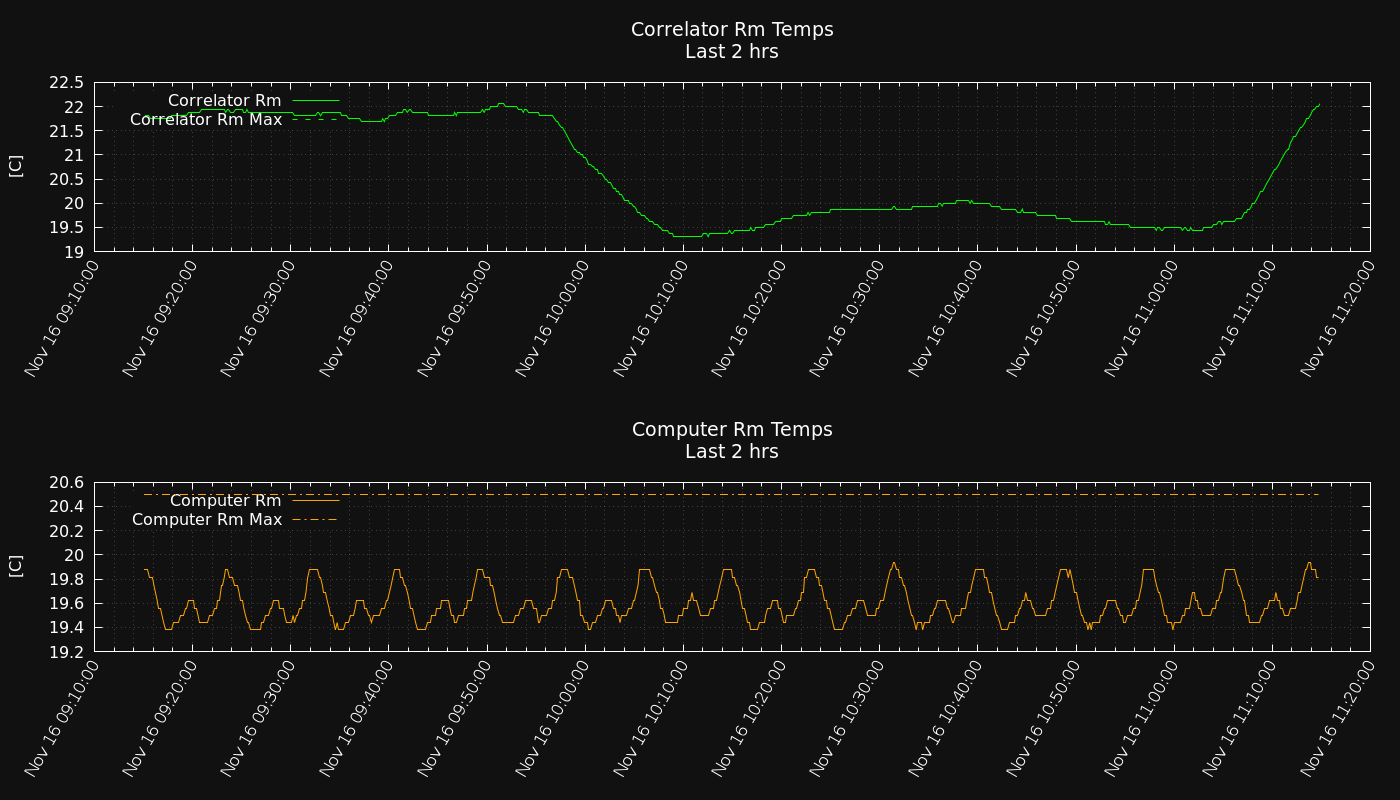 Correlator Rm Temps
Last 2 hrs
22.5
22
21.5
21
20.5
20
19.5
19
[C]
Correlator Rm
Correlator Rm Max
Nov 16 09:10:00
Nov 16 09:20:00
Nov 16 09:30:00
Nov 16 09:40:00
Nov 16 09:50:00
Nov 16 10:00:00
Nov 16 10:10:00
Nov 16 10:20:00
Nov 16 10:30:00
Nov 16 10:40:00
Nov 16 10:50:00
Nov 16 11:00:00
Nov 16 11:10:00
Nov 16 11:20:00
Computer Rm Temps
Last 2 hrs
20.6
20.4
20.2
20
19.8
19.6
19.4
19.2
[C]
Computer Rm
Computer Rm Max
Nov 16 09:10:00
Nov 16 09:20:00
Nov 16 09:30:00
Nov 16 09:40:00
Nov 16 09:50:00
Nov 16 10:00:00
Nov 16 10:10:00
Nov 16 10:20:00
Nov 16 10:30:00
Nov 16 10:40:00
Nov 16 10:50:00
Nov 16 11:00:00
Nov 16 11:10:00
Nov 16 11:20:00